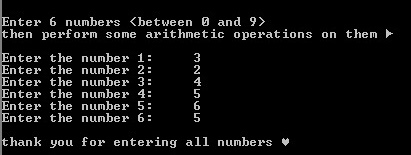 Enter 6 numbers <between 0 and 9>
then perform some arithmetic operations on them ►
Enter the number 1: 3
Enter the number 2: 2
Enter the number 3: 4
Enter the number 4: 5
Enter the number 5: 6
Enter the number 6: 5
thank you for entering all numbers ♥